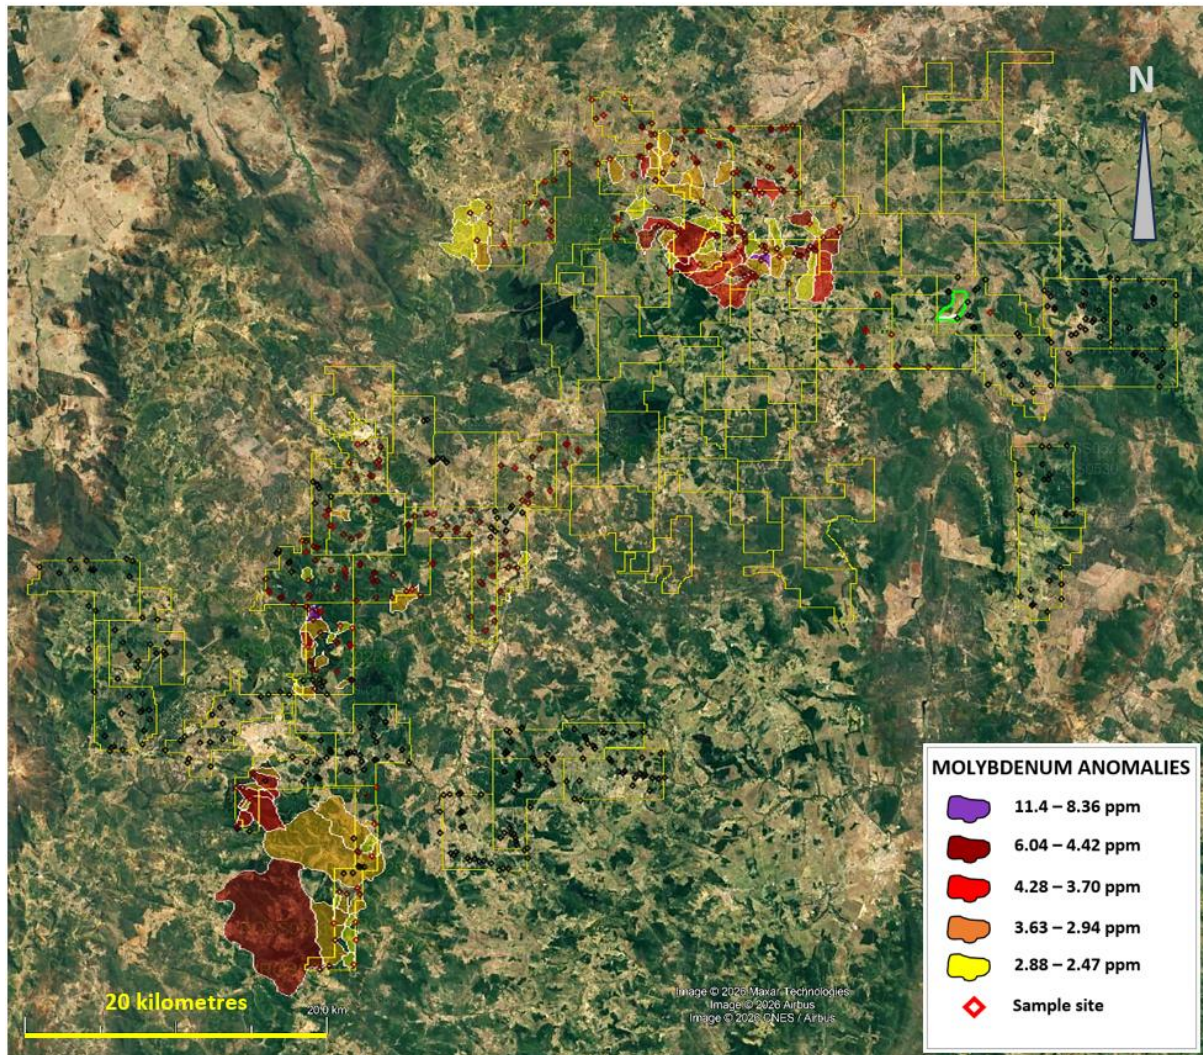 N
MOLYBDENUM ANOMALIES
11.4 – 8.36 ppm
6.04 – 4.42 ppm
4.28 – 3.70 ppm
3.63 – 2.94 ppm
2.88 – 2.47 ppm
Sample site
20 kilometres
20.0 km
Image © 2026 Maxar Technologies
Image © 2026 Airbus
Image © 2026 CNES / Airbus